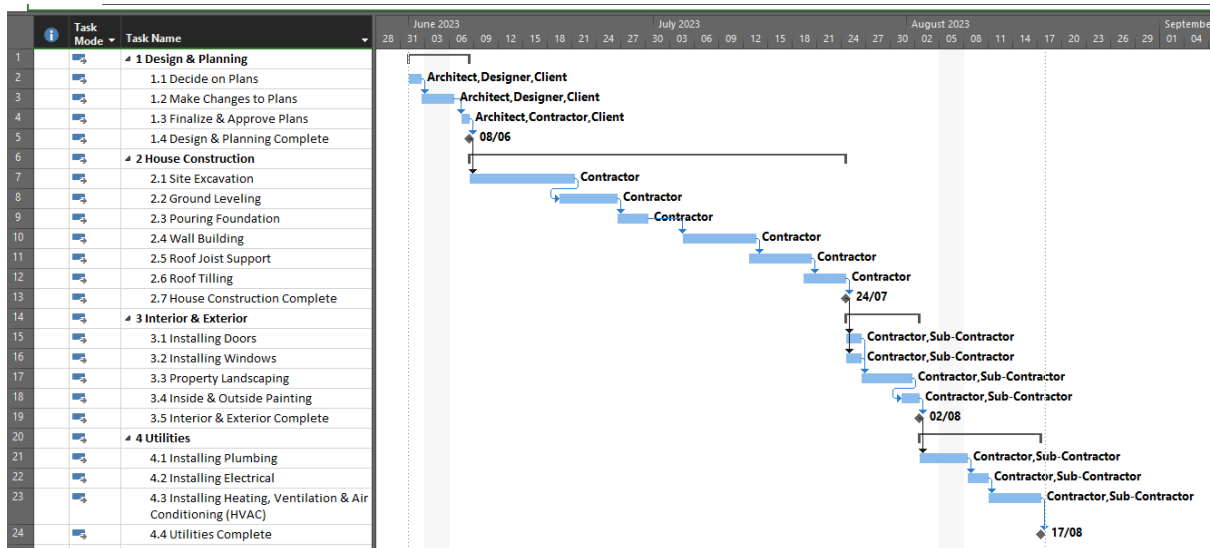 June 2023 July 2023 August 2023 Septembe
Task Mode Task Name 28 31 03 06 09 12 15 18 21 24 27 30 03 06 09 12 15 18 21 24 27 30 02 05 08 11 14 17 20 23 26 29 01 04
1 1 Design & Planning
2 1.1 Decide on Plans Architect,Designer,Client
3 1.2 Make Changes to Plans Architect,Designer,Client
4 1.3 Finalize & Approve Plans Architect,Contractor,Client
5 1.4 Design & Planning Complete 08/06
6 2 House Construction
7 2.1 Site Excavation Contractor
8 2.2 Ground Leveling Contractor
9 2.3 Pouring Foundation Contractor
10 2.4 Wall Building Contractor
11 2.5 Roof Joist Support Contractor
12 2.6 Roof Tilling Contractor
13 2.7 House Construction Complete 24/07
14 3 Interior & Exterior
15 3.1 Installing Doors Contractor,Sub-Contractor
16 3.2 Installing Windows Contractor,Sub-Contractor
17 3.3 Property Landscaping Contractor,Sub-Contractor
18 3.4 Inside & Outside Painting Contractor,Sub-Contractor
19 3.5 Interior & Exterior Complete 02/08
20 4 Utilities
21 4.1 Installing Plumbing Contractor,Sub-Contractor
22 4.2 Installing Electrical Contractor,Sub-Contractor
23 4.3 Installing Heating, Ventilation & Air Contractor,Sub-Contractor
Conditioning (HVAC)
24 4.4 Utilities Complete 17/08